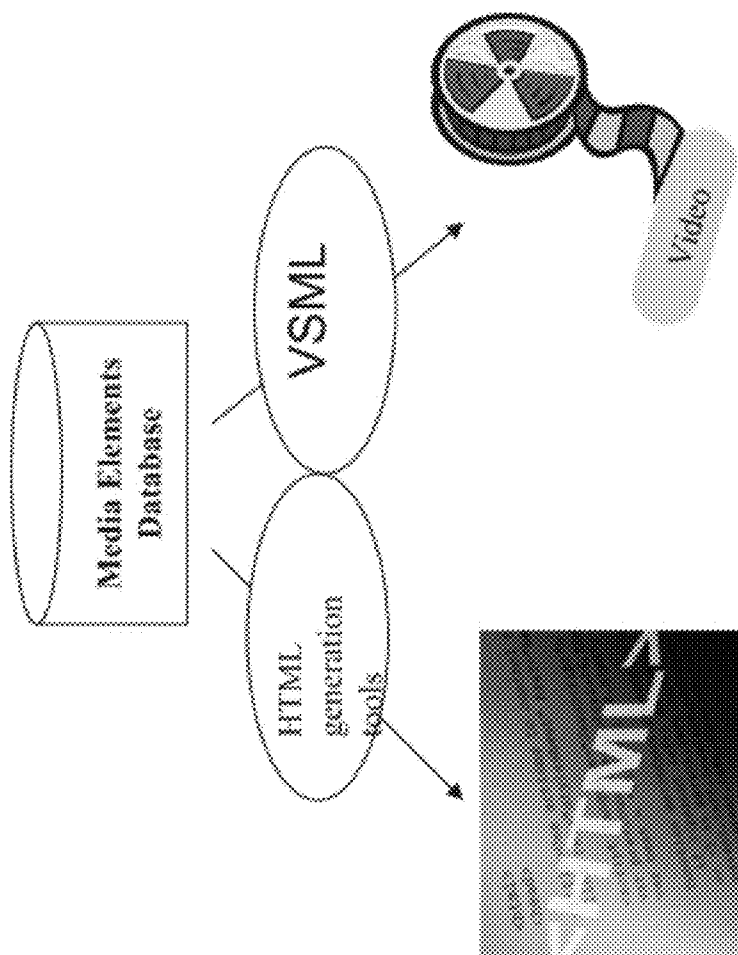 Media Elements
Database
HTML
generation
tools
VSML
<HTML>
Video